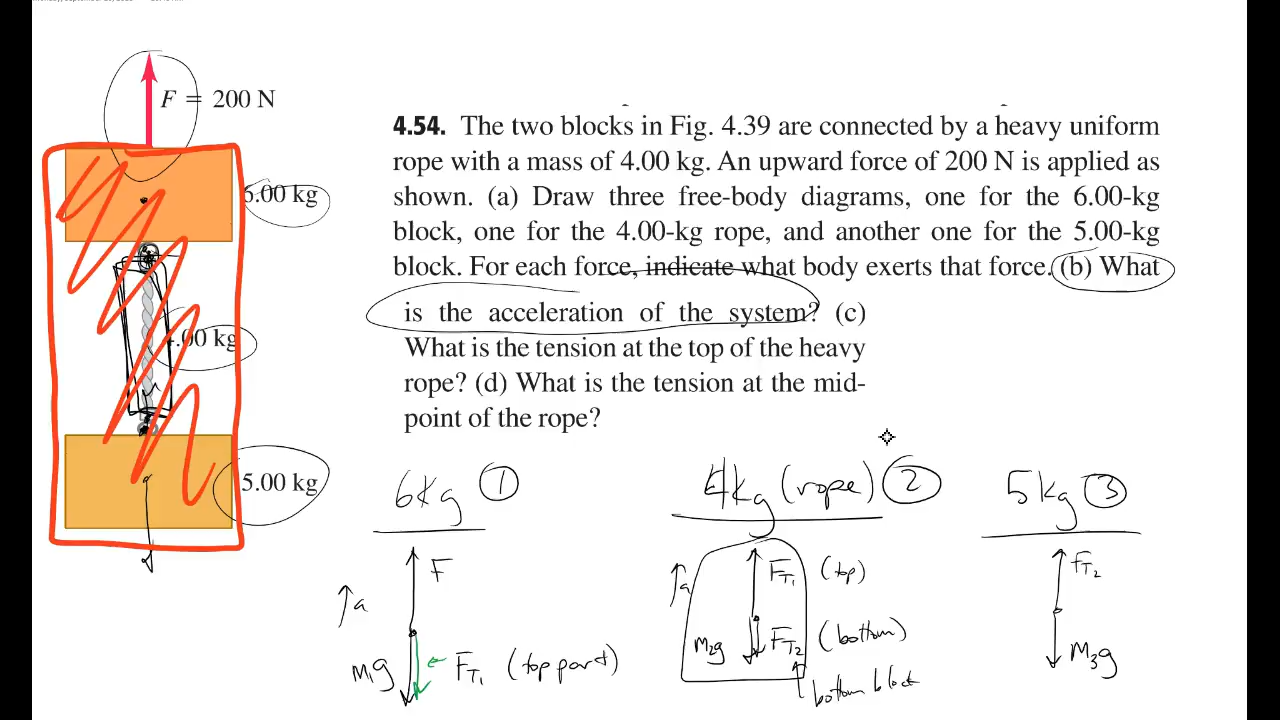 F = 200 N
6.00 kg
.00 kg
5.00 kg
4.54. The two blocks in Fig. 4.39 are connected by a heavy uniform
rope with a mass of 4.00 kg. An upward force of 200 N is applied as
shown. (a) Draw three free-body diagrams, one for the 6.00-kg
block, one for the 4.00-kg rope, and another one for the 5.00-kg
block. For each force, indicate what body exerts that force. (b) What
is the acceleration of the system? (c)
What is the tension at the top of the heavy
rope? (d) What is the tension at the mid-
point of the rope?
6kg ①
4kg (rope) ②
5kg ③
F
a
m₁g
F_T₁ (top part)
a
F_T₁ (top)
m₂g
F_T₂ (bottom)
bottom block
F_T₂
m₃g